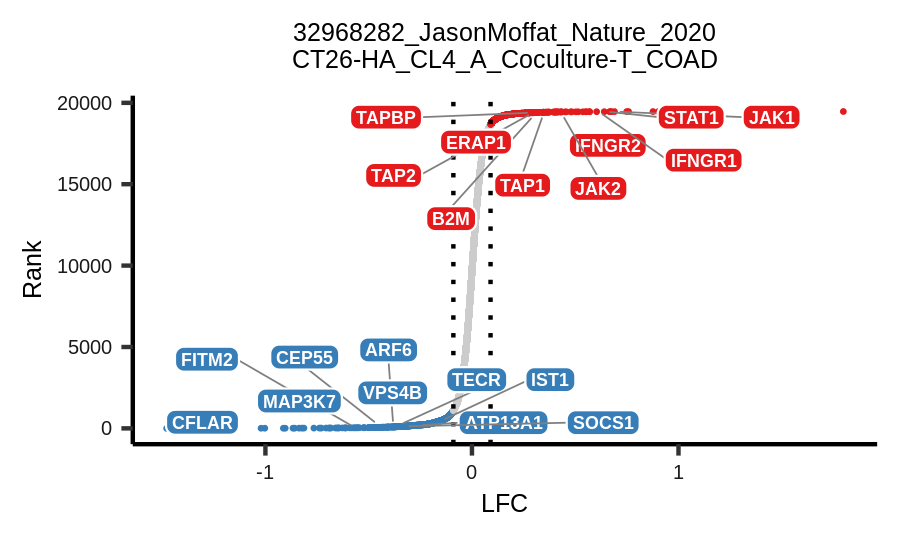 32968282_JasonMoffat_Nature_2020
CT26-HA_CL4_A_Coculture-T_COAD
20000
TAPBP
STAT1
JAK1
ERAP1
IFNGR2
IFNGR1
TAP2
TAP1
JAK2
15000
B2M
Rank
10000
5000
ARF6
FITM2
CEP55
TECR
IST1
MAP3K7
VPS4B
CFLAR
ATP13A1
SOCS1
0
-1
0
1
LFC